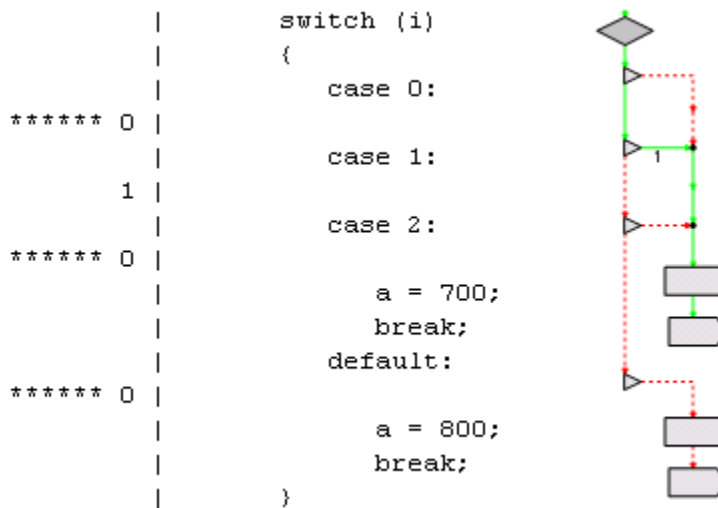 | switch (i)
| {
| case 0:
****** 0 |
| case 1:
1 |
| case 2:
****** 0 |
| a = 700;
| break;
| default:
****** 0 |
| a = 800;
| break;
| }
1